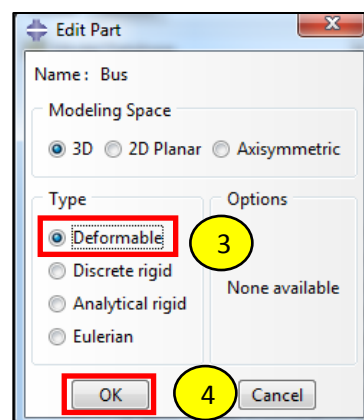 Edit Part
Name: Bus
Modeling Space
3D 2D Planar Axisymmetric
Type Options
Deformable 3
Discrete rigid
None available
Analytical rigid
Eulerian
OK 4 Cancel